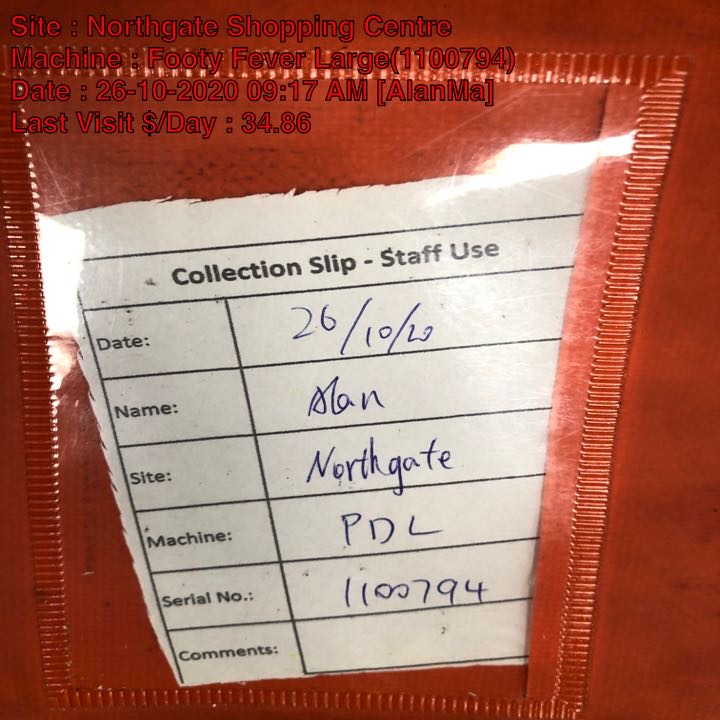 Site : Northgate Shopping Centre
Machine : Footy Fever Large(1100794)
Date : 26-10-2020 09:17 AM [AlanMa]
Last Visit $/Day : 34.86
Collection Slip - Staff Use
Date: 26/10/20
Name: Alan
Site: Northgate
Machine: PDL
Serial No.: 1100794
Comments: